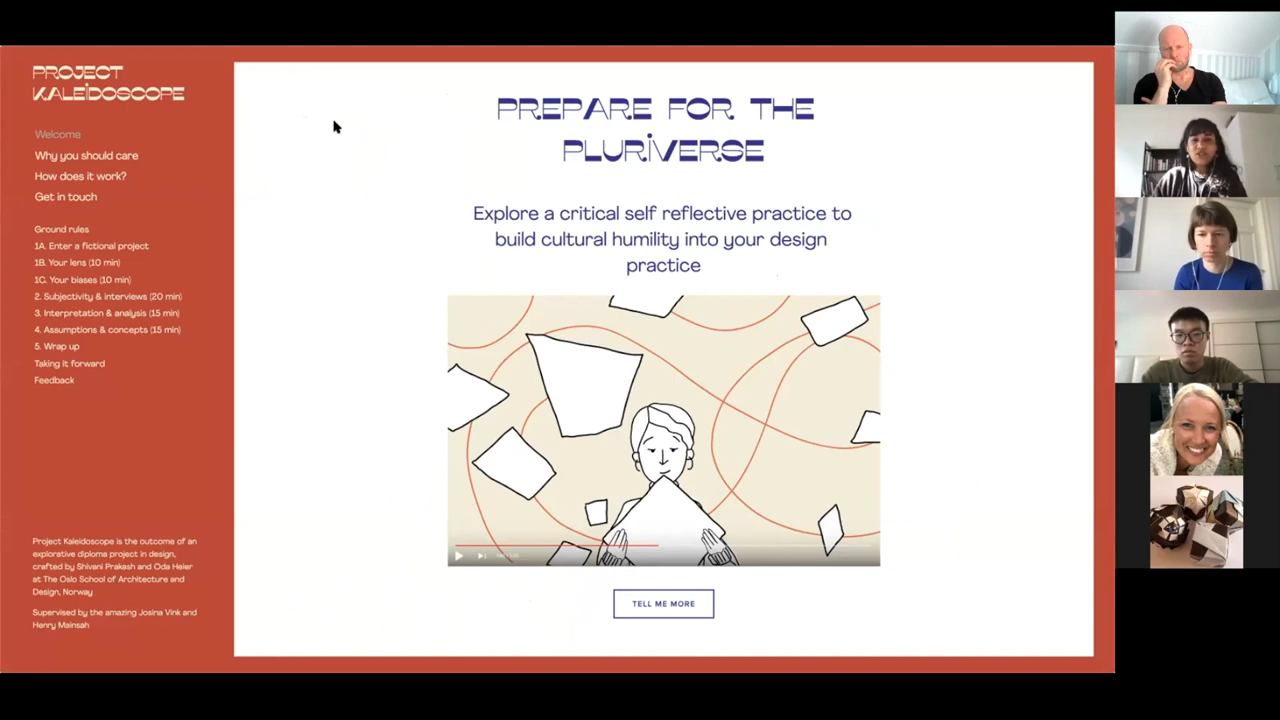 PROJECT
KALEIDOSCOPE
Welcome
Why you should care
How does it work?
Get in touch
Ground rules
1A. Enter a fictional project
1B. Your lens (10 min)
1C. Your biases (10 min)
2. Subjectivity & interviews (20 min)
3. Interpretation & analysis (15 min)
4. Assumptions & concepts (15 min)
5. Wrap up
Taking it forward
Feedback
Project Kaleidoscope is the outcome of an
explorative diploma project in design,
crafted by Shivani Prakash and Oda Heier
at The Oslo School of Architecture and
Design, Norway
Supervised by the amazing Josina Vink and
Henry Mainsah
PREPARE FOR THE
PLURiVERSE
Explore a critical self reflective practice to
build cultural humility into your design
practice
TELL ME MORE